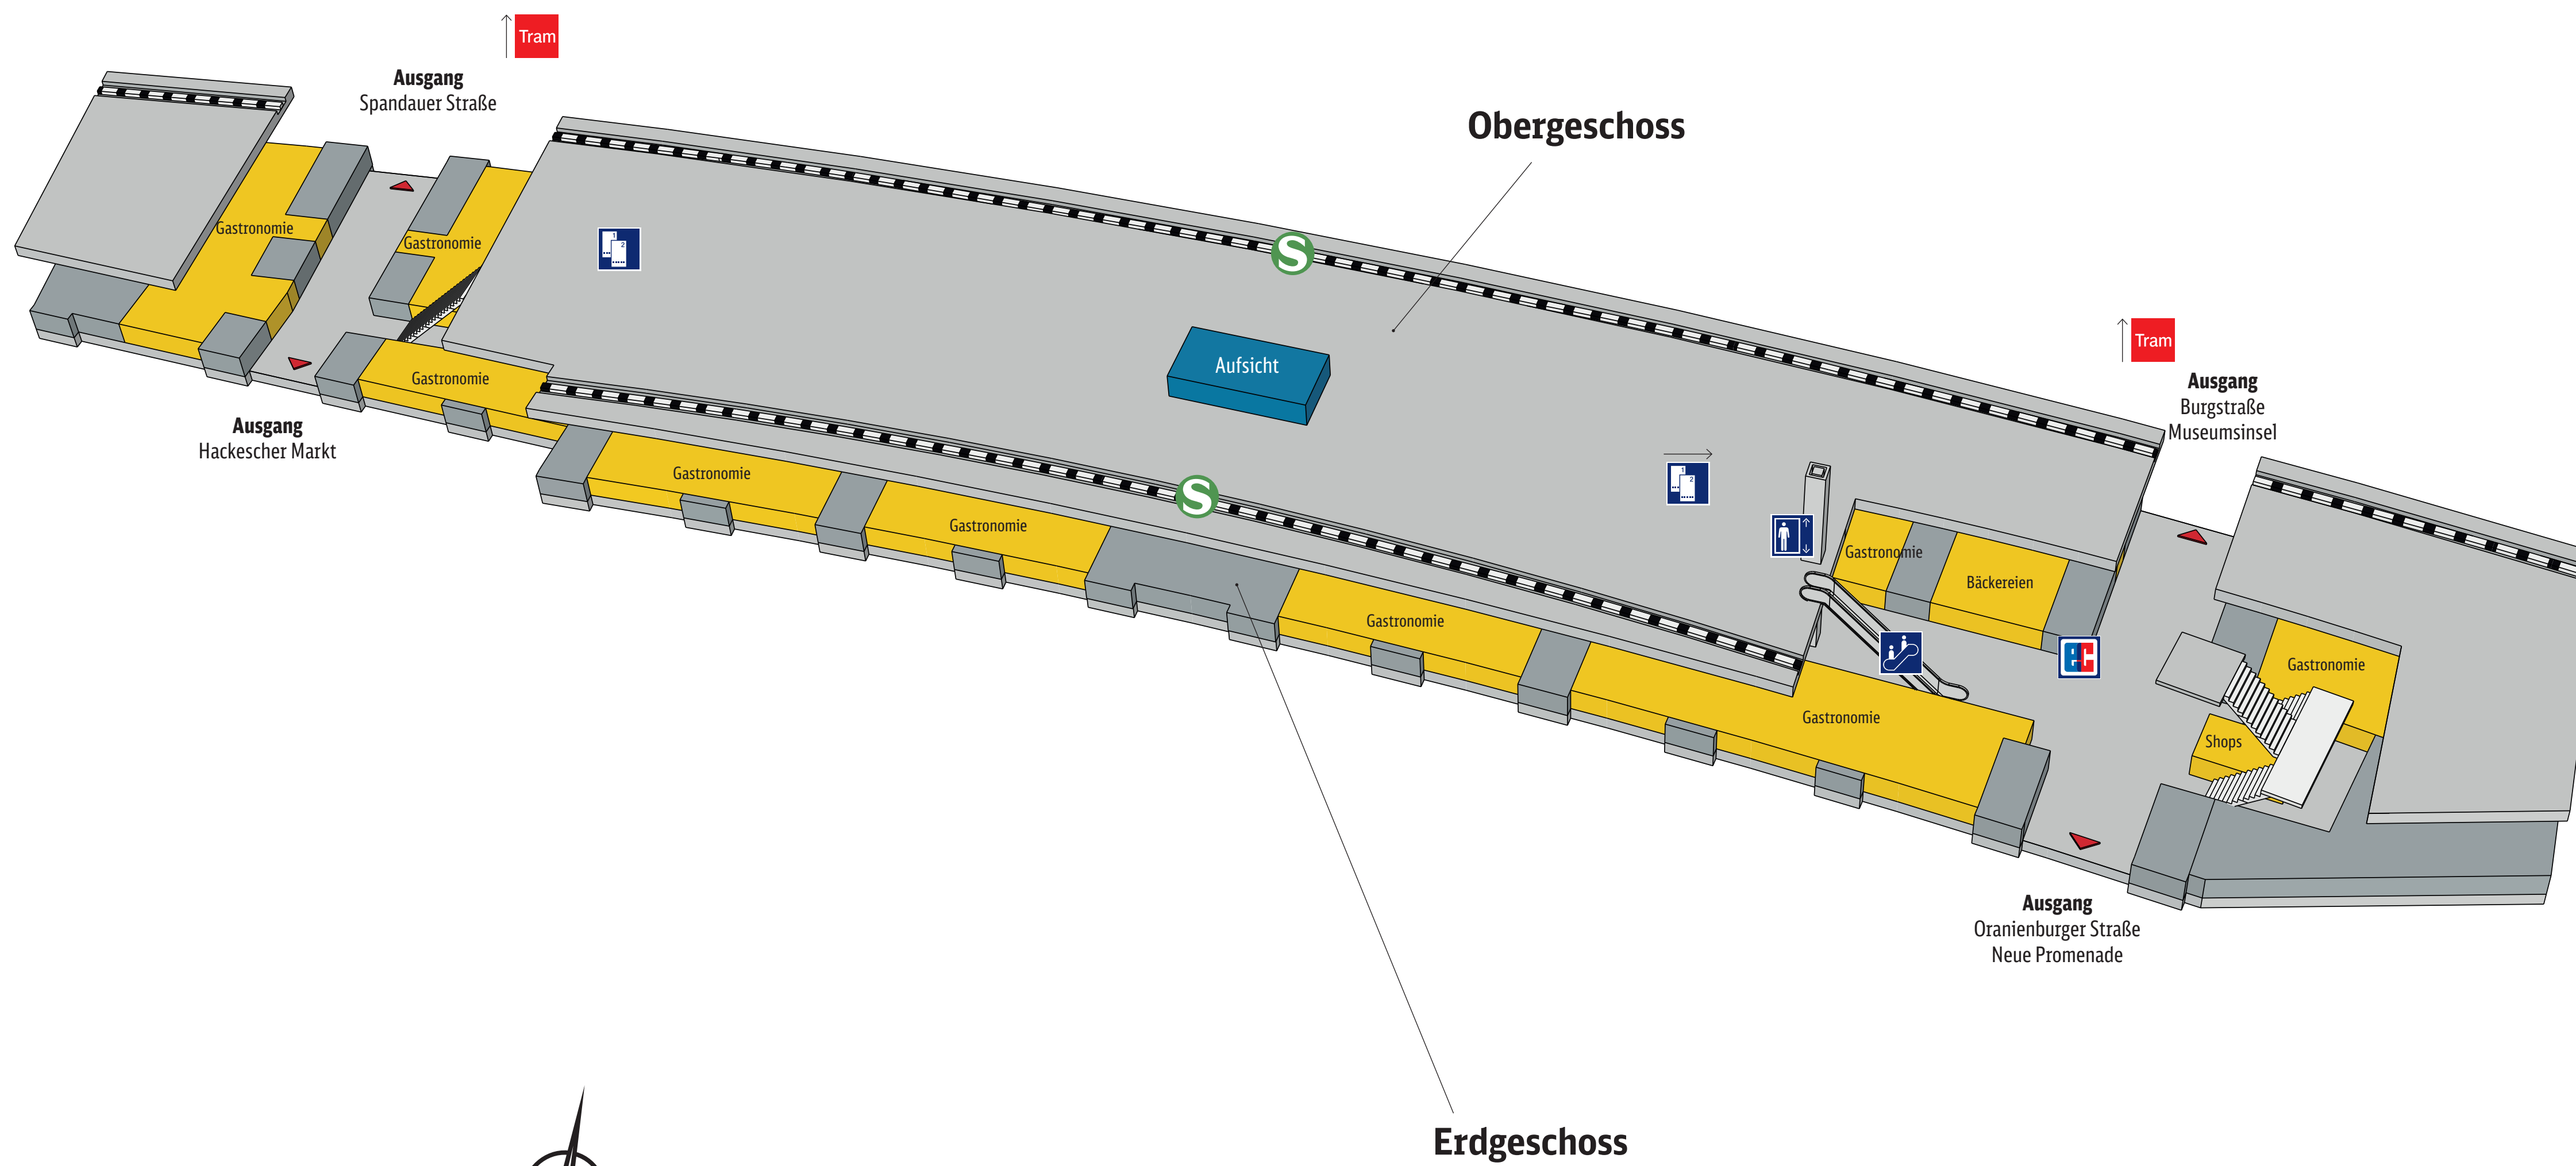 Tram
Ausgang
Spandauer Straße
Obergeschoss
Gastronomie
Gastronomie
S
Tram
Aufsicht
Gastronomie
Ausgang
Burgstraße
Museumsinsel
Ausgang
Hackescher Markt
Gastronomie
S
Gastronomie
Gastronomie
Bäckereien
Gastronomie
ec
Gastronomie
Gastronomie
Shops
Ausgang
Oranienburger Straße
Neue Promenade
Erdgeschoss